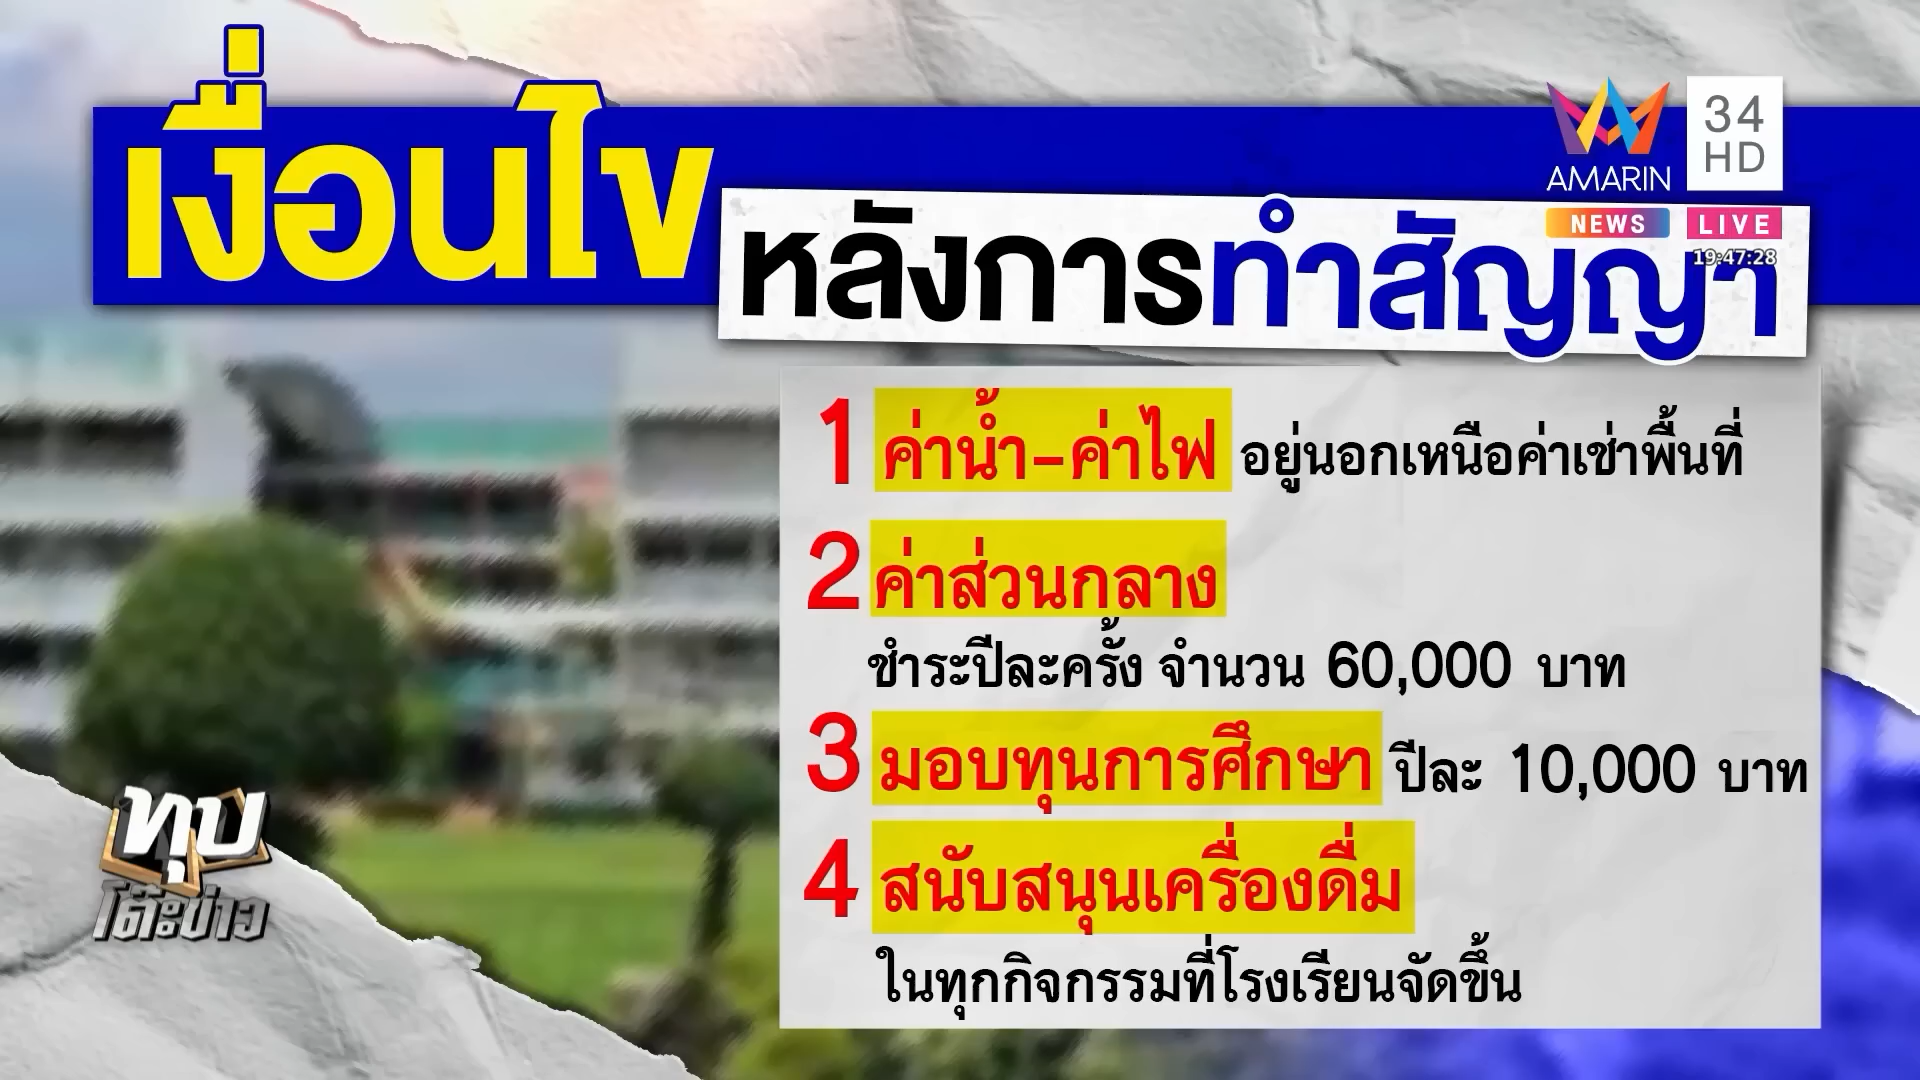 เงื่อนไข
หลังการทำสัญญา
AMARIN
34
HD
NEWS
LIVE
19:47:28
1 ค่าน้ำ-ค่าไฟ อยู่นอกเหนือค่าเช่าพื้นที่
2 ค่าส่วนกลาง
ชำระปีละครั้ง จำนวน 60,000 บาท
3 มอบทุนการศึกษา ปีละ 10,000 บาท
4 สนับสนุนเครื่องดื่ม
ในทุกกิจกรรมที่โรงเรียนจัดขึ้น
ทุบ
โต๊ะข่าว